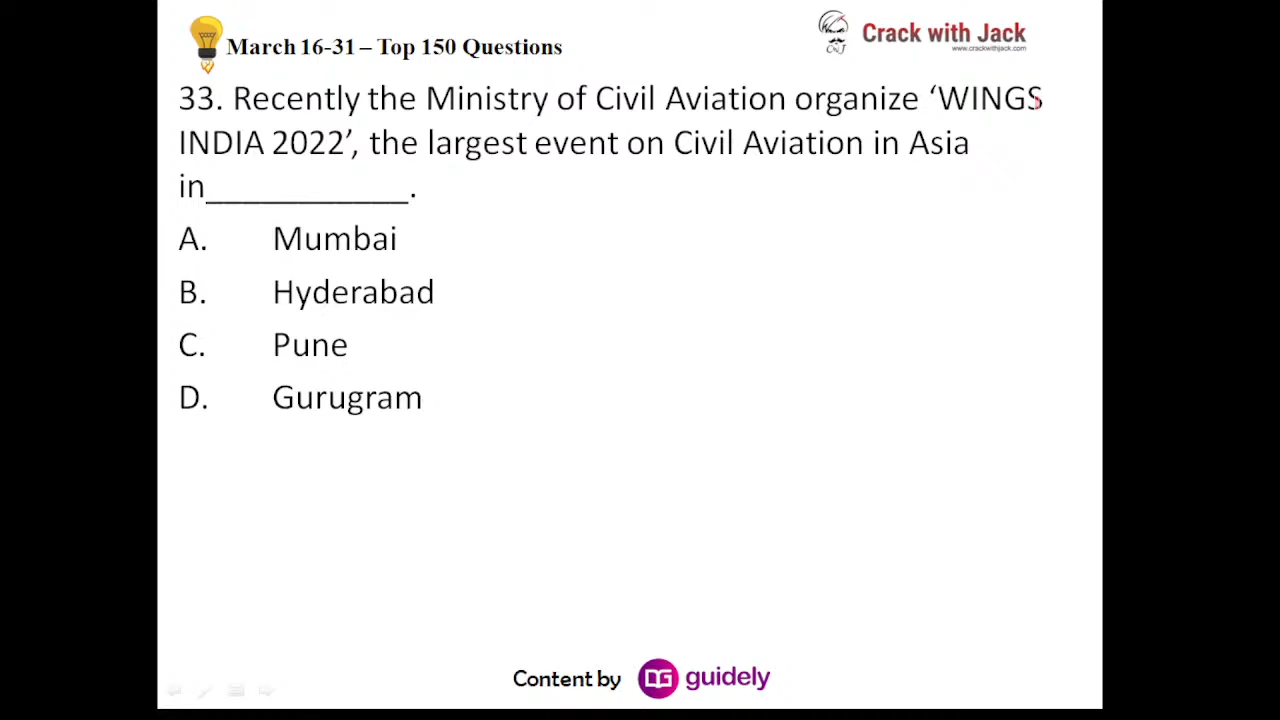 March 16-31 – Top 150 Questions
Crack with Jack
www.crackwithjack.com
CWJ
33. Recently the Ministry of Civil Aviation organize ‘WINGS
INDIA 2022’, the largest event on Civil Aviation in Asia
in___________.
A. Mumbai
B. Hyderabad
C. Pune
D. Gurugram
Content by guidely